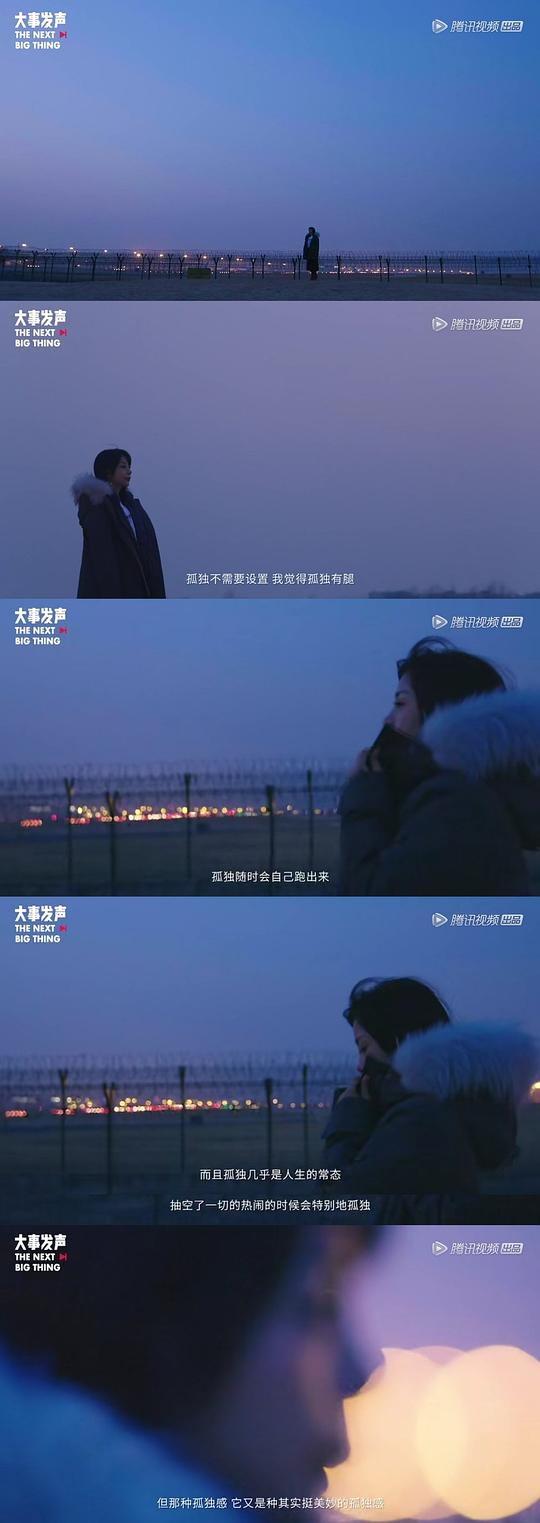 大事发声
THE NEXT
BIG THING
腾讯视频 出品
大事发声
THE NEXT
BIG THING
腾讯视频 出品
孤独不需要设置 我觉得孤独有腿
大事发声
THE NEXT
BIG THING
腾讯视频 出品
孤独随时会自己跑出来
大事发声
THE NEXT
BIG THING
腾讯视频 出品
而且孤独几乎是人生的常态
抽空了一切的热闹的时候会特别地孤独
大事发声
THE NEXT
BIG THING
腾讯视频 出品
但那种孤独感 它又是种其实挺美妙的孤独感